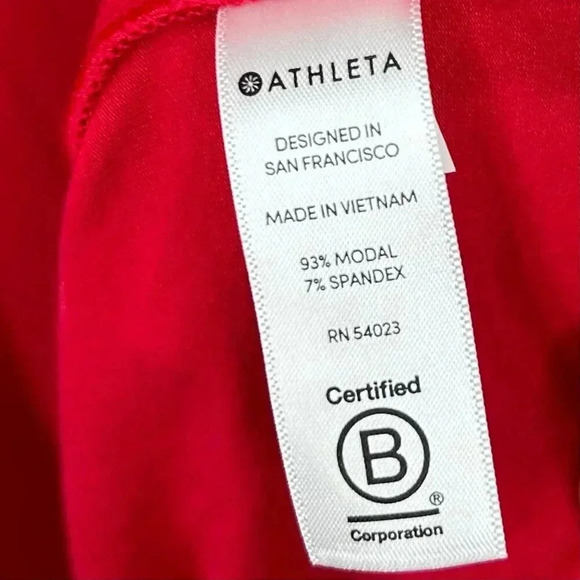 ATHLETA
DESIGNED IN
SAN FRANCISCO
MADE IN VIETNAM
93% MODAL
7% SPANDEX
RN 54023
Certified
B
®
Corporation